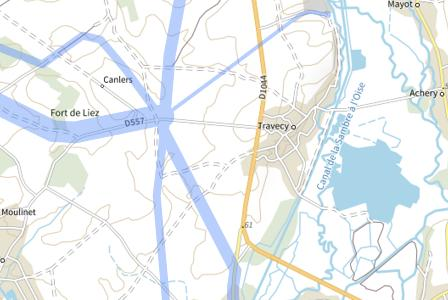 Mayot
Canlers
Achery
Fort de Liez
D557
D1044
Travecy
Canal de la Sambre à l'Oise
Moulinet
61